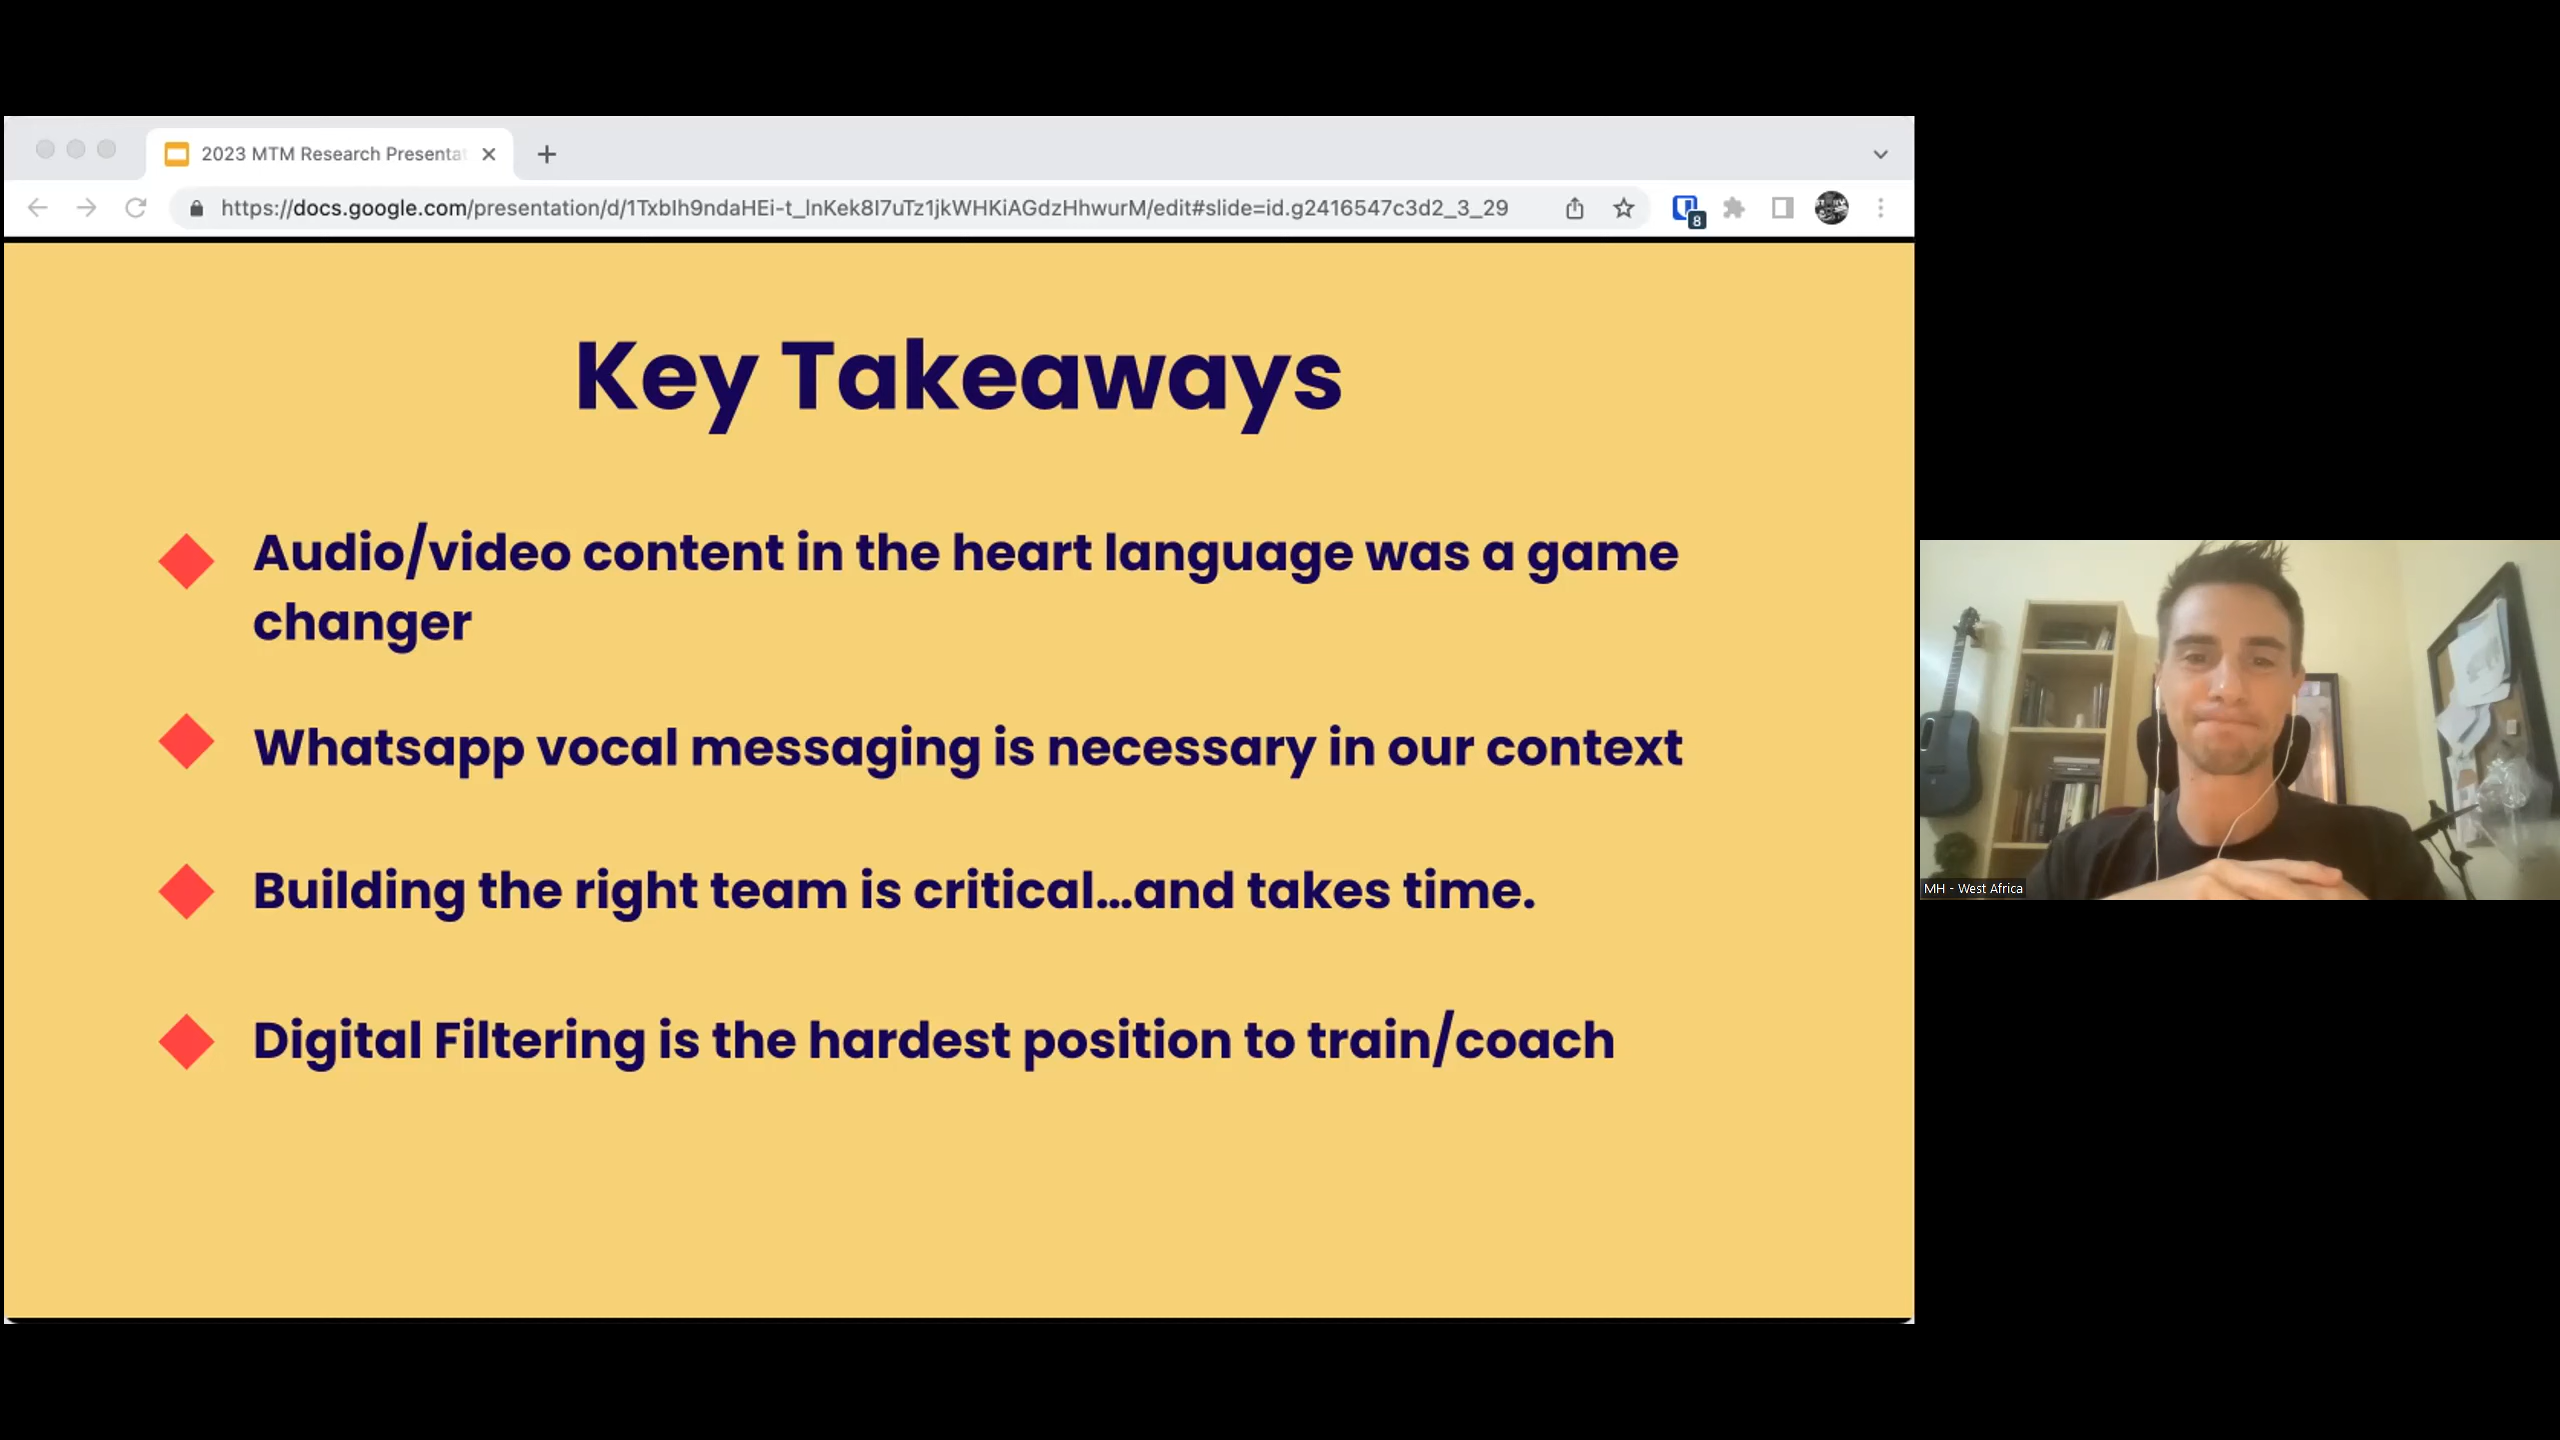 2023 MTM Research Presentat
https://docs.google.com/presentation/d/1TxbIh9ndaHEi-t_lnKek8I7uTz1jkWHKiAGdzHhwurM/edit#slide=id.g2416547c3d2_3_29
8
Key Takeaways
Audio/video content in the heart language was a game
changer
Whatsapp vocal messaging is necessary in our context
Building the right team is critical...and takes time.
Digital Filtering is the hardest position to train/coach
MH - West Africa